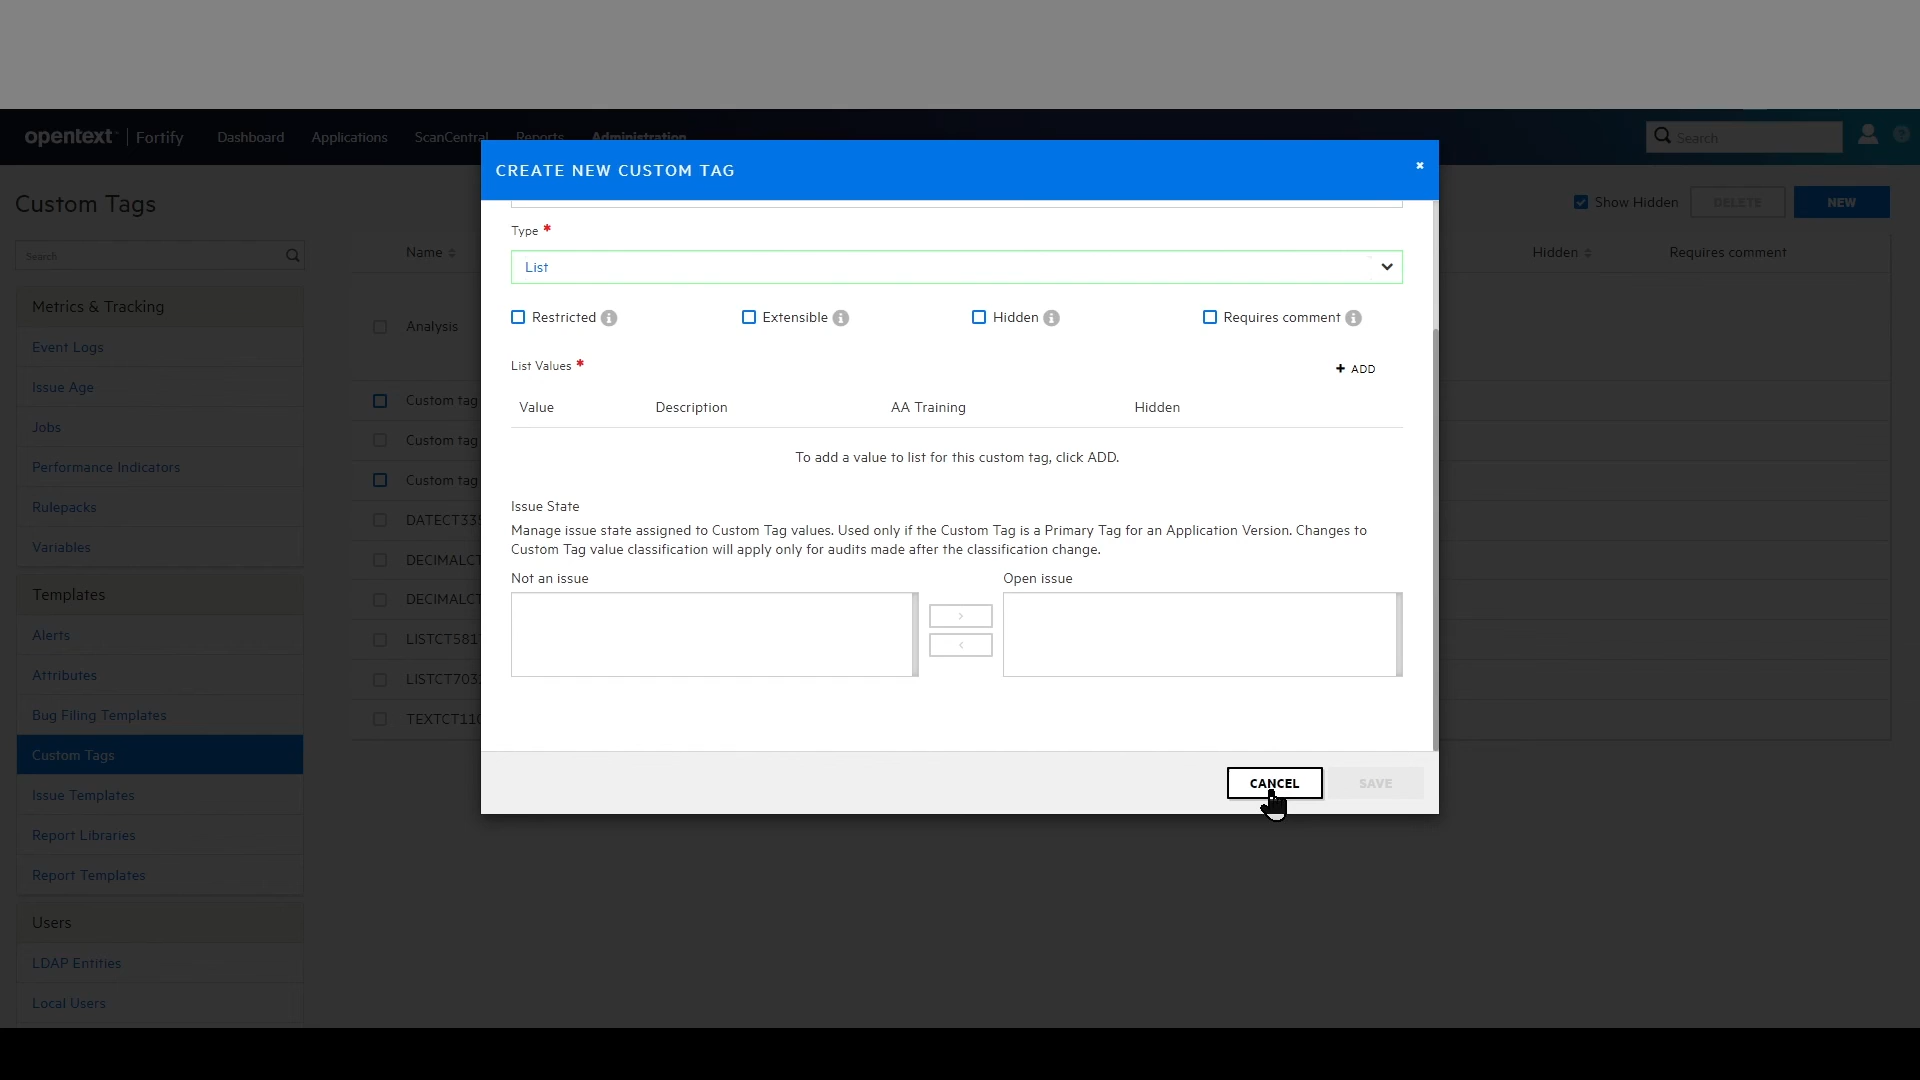 opentext | Fortify Dashboard Applications ScanCentral Reports Administration Search
CREATE NEW CUSTOM TAG
Custom Tags
Show Hidden DELETE NEW
Search
Name Hidden Requires comment
Metrics & Tracking
Event Logs
Issue Age
Jobs
Performance Indicators
Rulepacks
Variables
Templates
Alerts
Attributes
Bug Filing Templates
Custom Tags
Issue Templates
Report Libraries
Report Templates
Users
LDAP Entities
Local Users
Analysis
Custom tag
Custom tag
Custom tag
DATECT335
DECIMALCT
DECIMALCT
LISTCT581
LISTCT703
TEXTCT110
Type *
List
Restricted Extensible Hidden Requires comment
List Values * + ADD
Value Description AA Training Hidden
To add a value to list for this custom tag, click ADD.
Issue State
Manage issue state assigned to Custom Tag values. Used only if the Custom Tag is a Primary Tag for an Application Version. Changes to
Custom Tag value classification will apply only for audits made after the classification change.
Not an issue Open issue
>
<
CANCEL SAVE